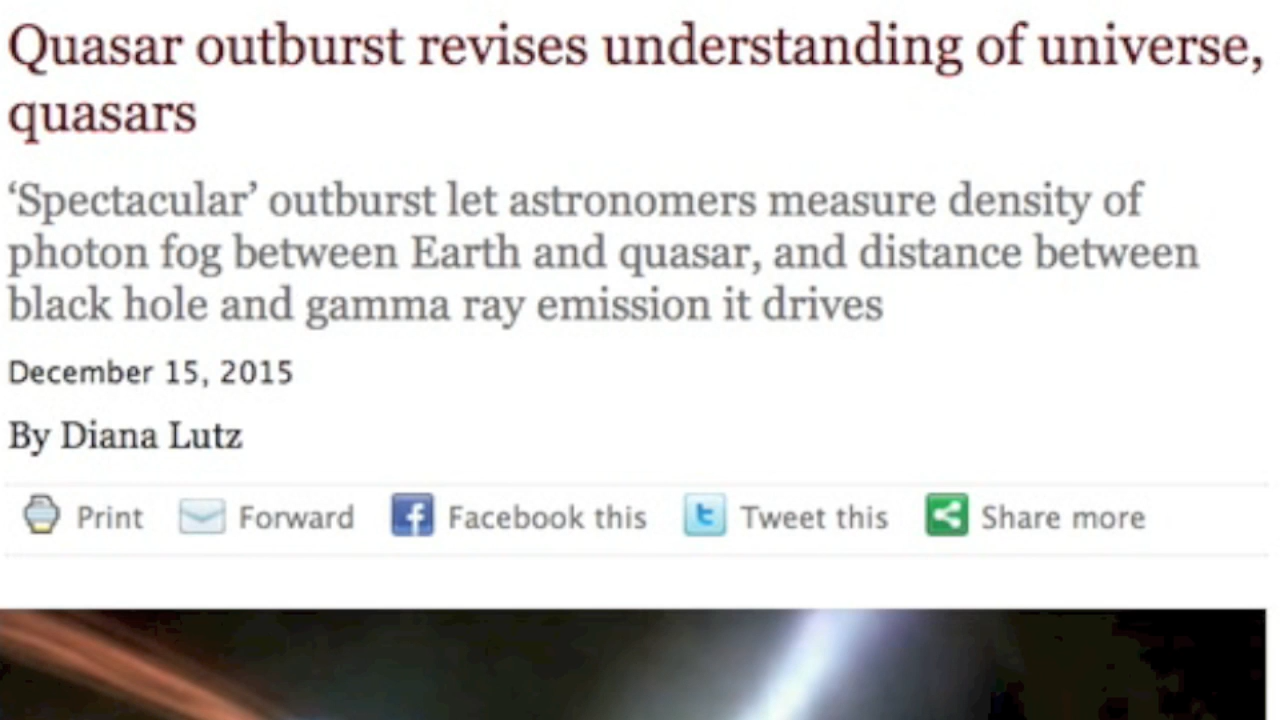 Quasar outburst revises understanding of universe,
quasars
‘Spectacular’ outburst let astronomers measure density of
photon fog between Earth and quasar, and distance between
black hole and gamma ray emission it drives
December 15, 2015
By Diana Lutz
Print Forward Facebook this Tweet this Share more